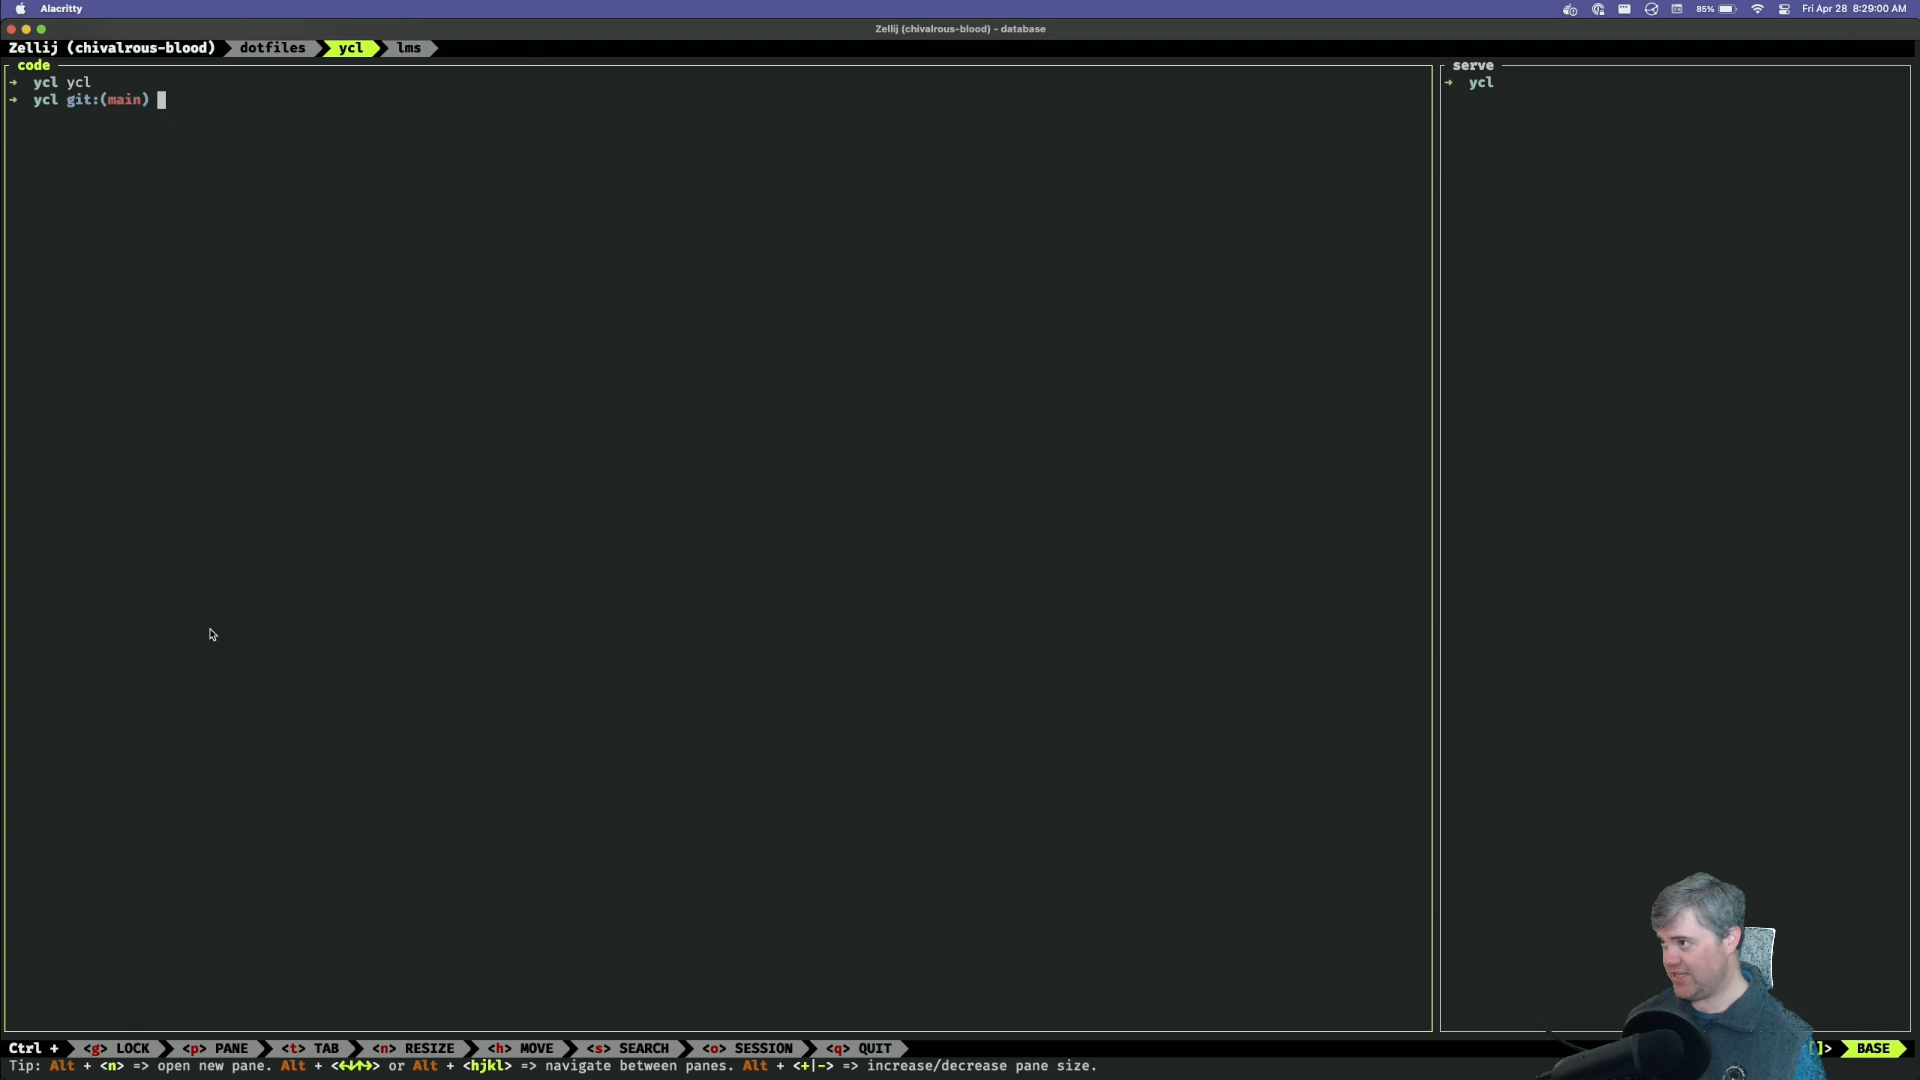 Alacritty
85%
Fri Apr 28 8:29:00 AM
Zellij (chivalrous-blood) - database
Zellij (chivalrous-blood) dotfiles ycl lms
code
➜ ycl ycl
➜ ycl git:(main)
serve
➜ ycl
Ctrl + <g> LOCK <p> PANE <t> TAB <n> RESIZE <h> MOVE <s> SEARCH <o> SESSION <q> QUIT
[]> BASE
Tip: Alt + <n> => open new pane. Alt + <←↓↑→> or Alt + <hjkl> => navigate between panes. Alt + <+|-> => increase/decrease pane size.